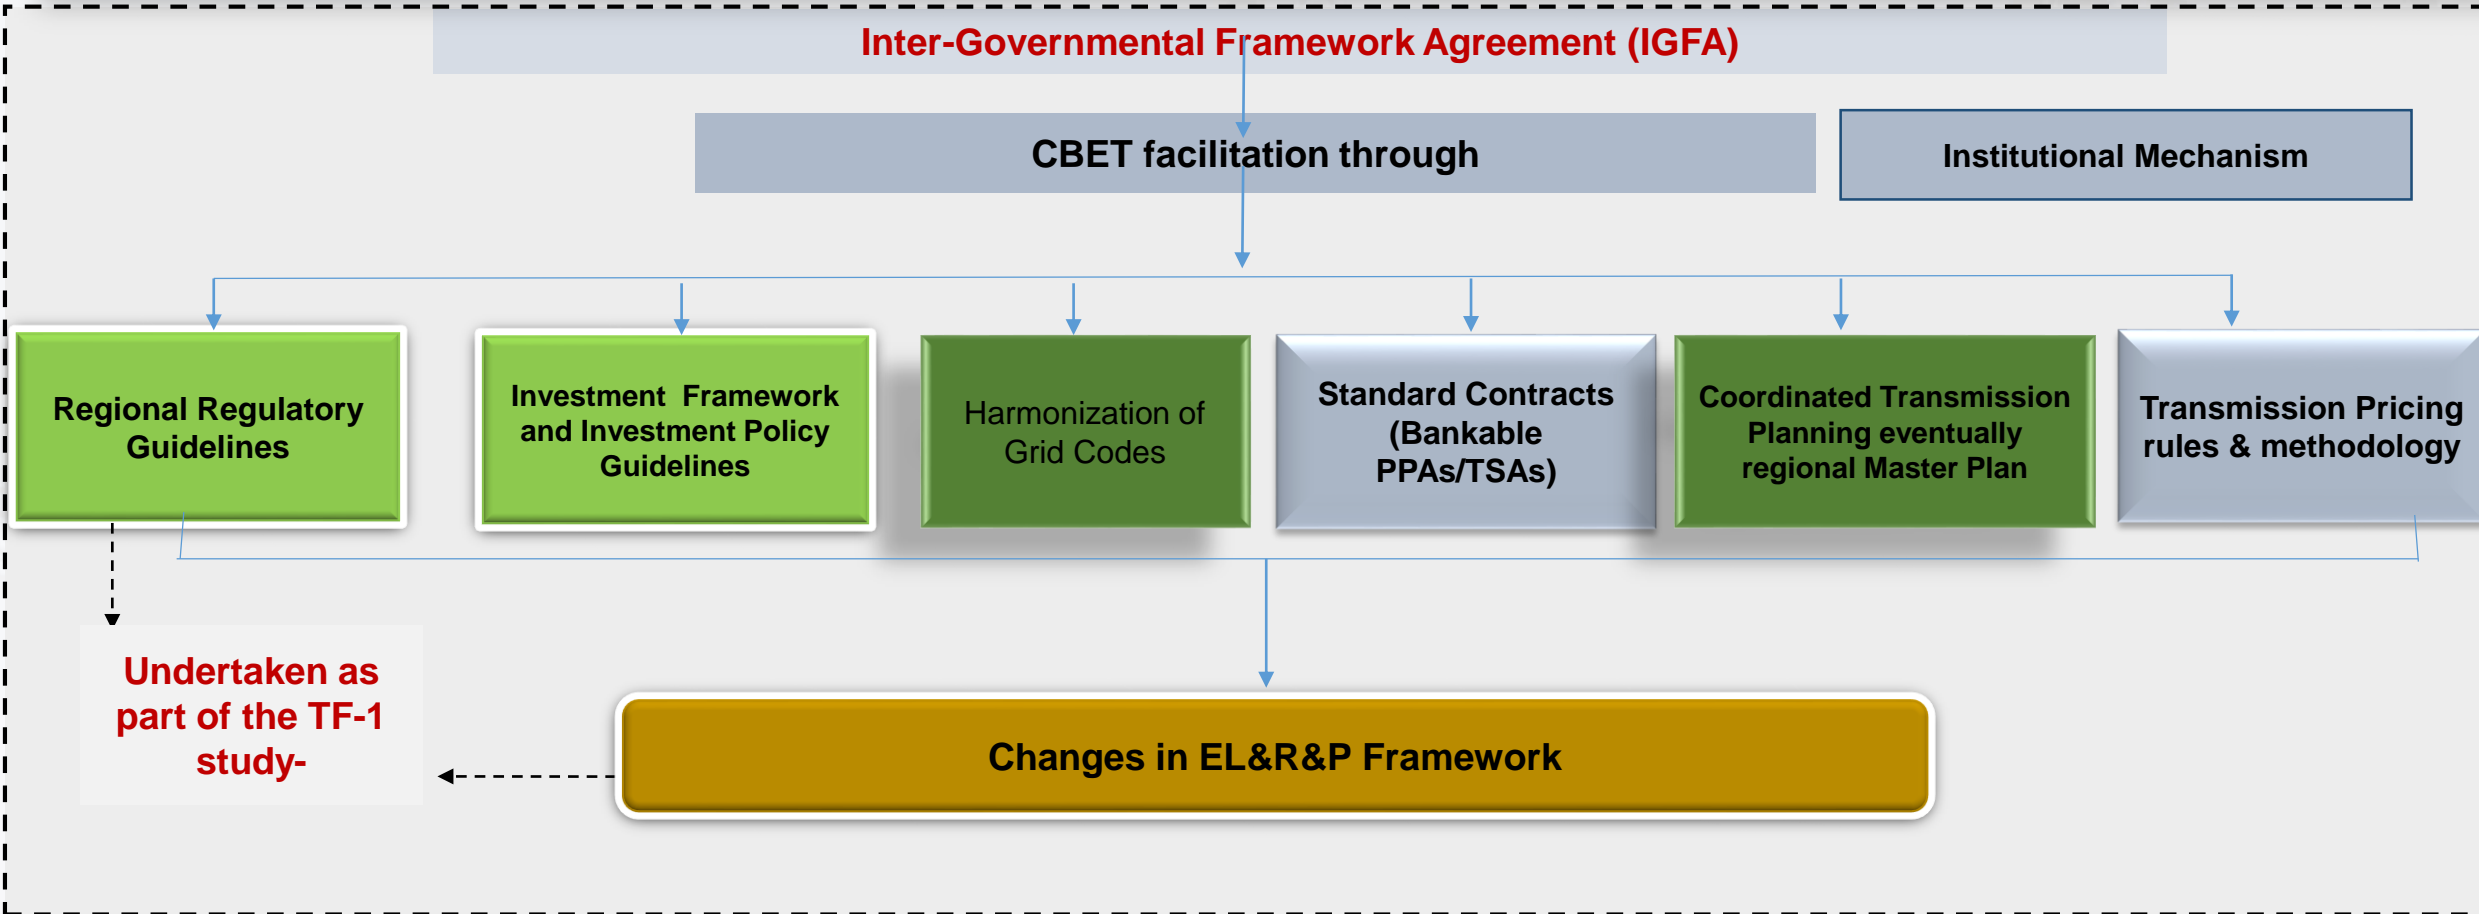 Inter-Governmental Framework Agreement (IGFA)
CBET facilitation through
Institutional Mechanism
Regional Regulatory
Guidelines
Investment Framework
and Investment Policy
Guidelines
Harmonization of
Grid Codes
Standard Contracts
(Bankable
PPAs/TSAs)
Coordinated Transmission
Planning eventually
regional Master Plan
Transmission Pricing
rules & methodology
Undertaken as
part of the TF-1
study-
Changes in EL&R&P Framework